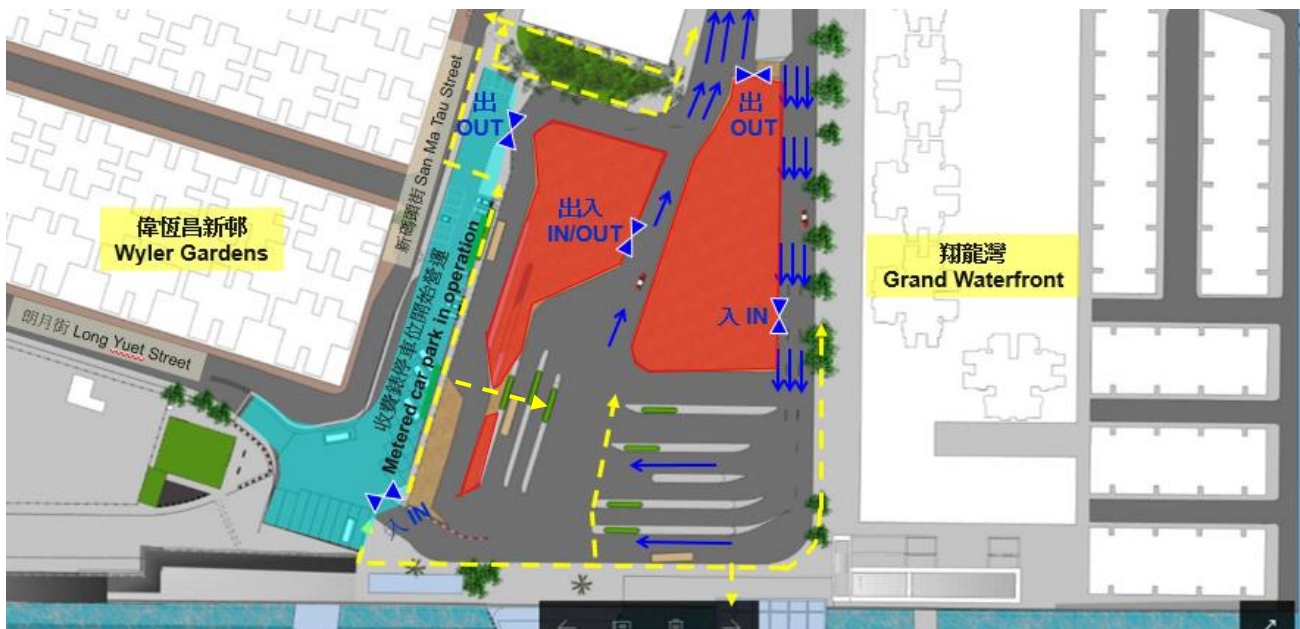 出
OUT
出
OUT
新碼頭街 San Ma Tau Street
偉恆昌新邨
Wyler Gardens
出入
IN/OUT
翔龍灣
Grand Waterfront
收費錶停車位開始營運
Metered car park in operation
入 IN
朗月街 Long Yuet Street
入 IN